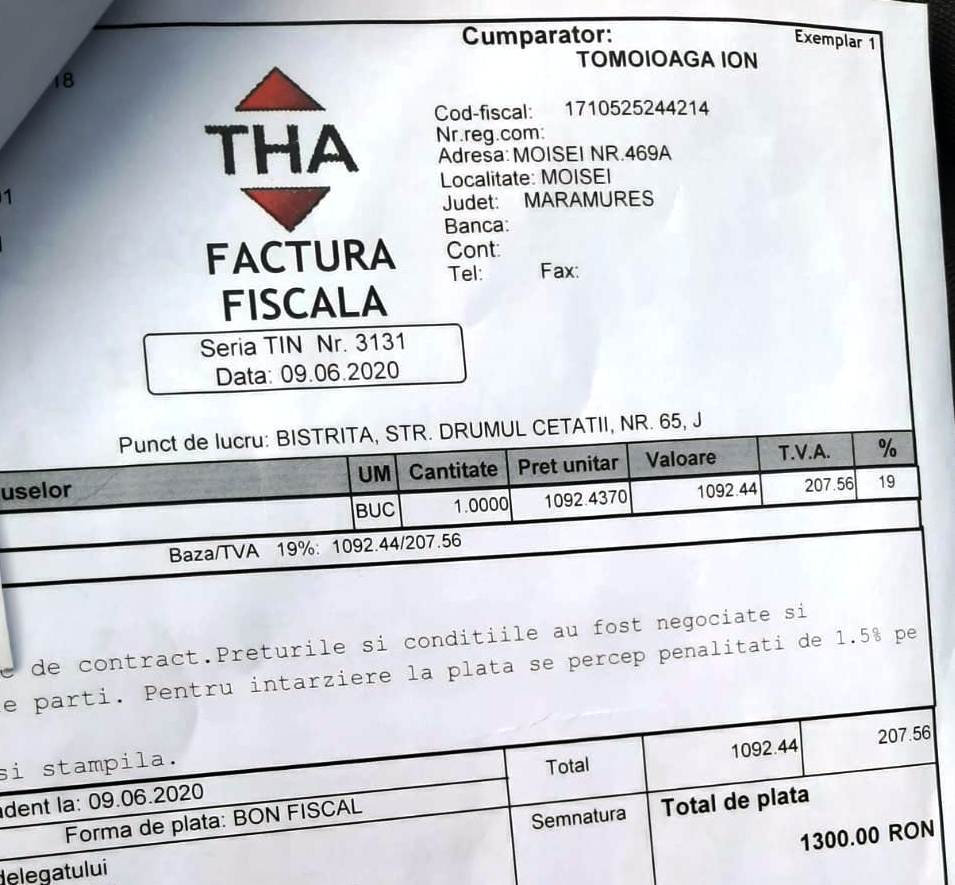 Exemplar 1
Cumparator:
TOMOIOAGA ION
18
THA
FACTURA
FISCALA
Cod-fiscal: 1710525244214
Nr.reg.com:
Adresa: MOISEI NR.469A
Localitate: MOISEI
Judet: MARAMURES
Banca:
Cont:
Tel: Fax:
Seria TIN Nr. 3131
Data: 09.06.2020
Punct de lucru: BISTRITA, STR. DRUMUL CETATII, NR. 65, J
uselor UM Cantitate Pret unitar Valoare T.V.A. %
BUC 1.0000 1092.4370 1092.44 207.56 19
Baza/TVA 19%: 1092.44/207.56
de contract.Preturile si conditiile au fost negociate si
e parti. Pentru intarziere la plata se percep penalitati de 1.5% pe
si stampila.
dent la: 09.06.2020
Forma de plata: BON FISCAL
delegatului
Total 1092.44 207.56
Semnatura
Total de plata
1300.00 RON